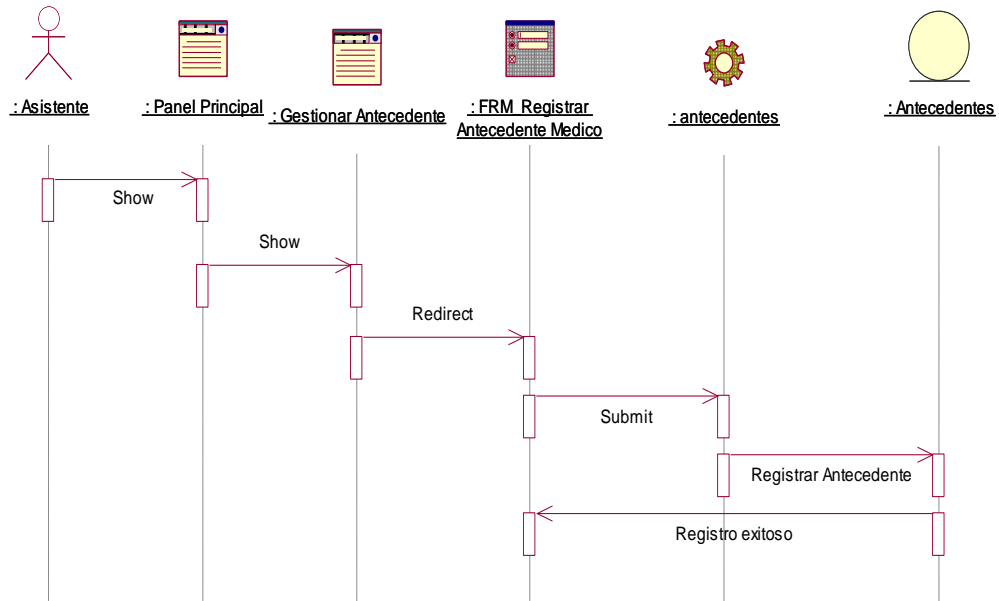 : Asistente
: Panel Principal
: Gestionar Antecedente
: FRM Registrar
Antecedente Medico
: antecedentes
: Antecedentes
Show
Show
Redirect
Submit
Registrar Antecedente
Registro exitoso